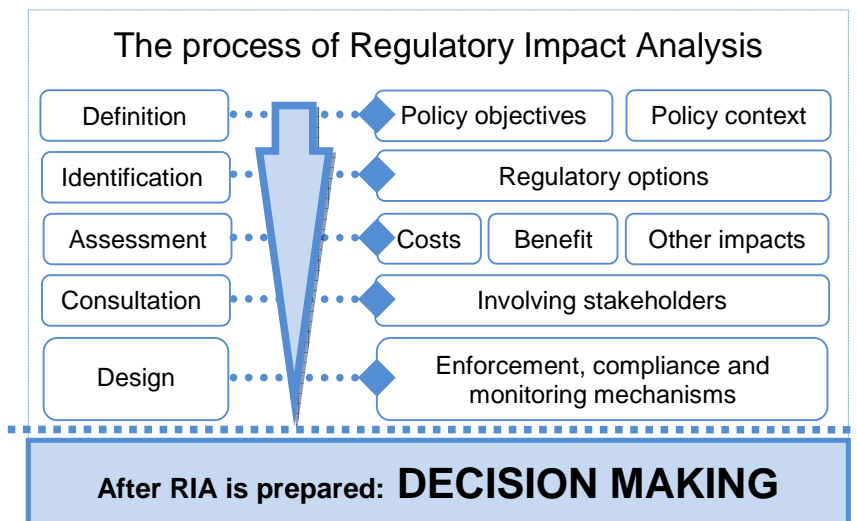 The process of Regulatory Impact Analysis
Definition
Policy objectives
Policy context
Identification
Regulatory options
Assessment
Costs
Benefit
Other impacts
Consultation
Involving stakeholders
Design
Enforcement, compliance and
monitoring mechanisms
After RIA is prepared: DECISION MAKING